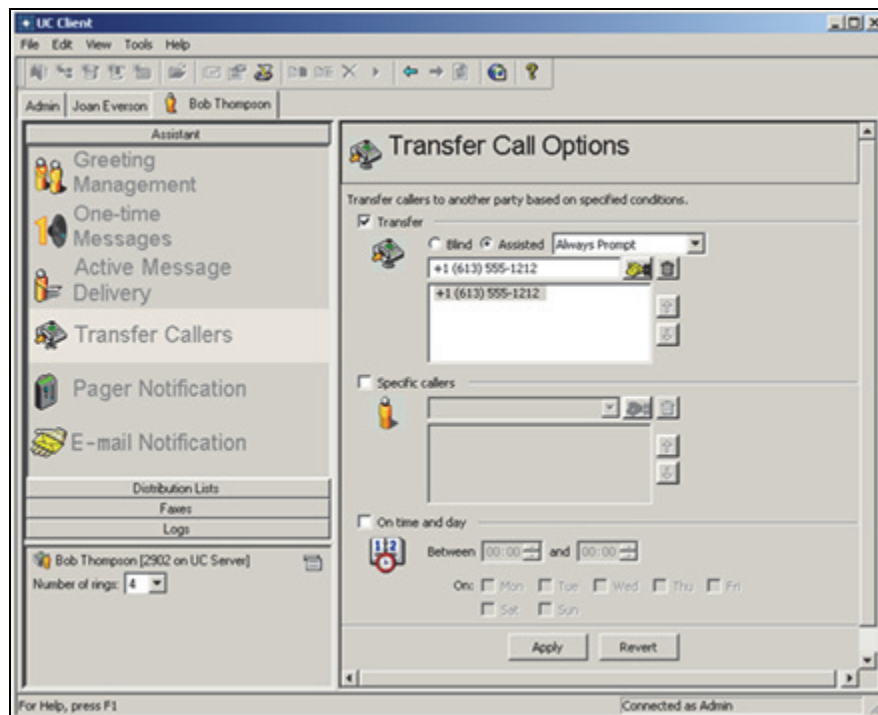 UC Client
File Edit View Tools Help
Admin Joan Everson Bob Thompson
Assistant
Greeting
Management
One-time
Messages
Active Message
Delivery
Transfer Callers
Pager Notification
E-mail Notification
Distribution Lists
Faxes
Logs
Bob Thompson [2902 on UC Server]
Number of rings: 4
Transfer Call Options
Transfer callers to another party based on specified conditions.
Transfer
Blind Assisted Always Prompt
+1 (613) 555-1212
+1 (613) 555-1212
Specific callers
On time and day
Between 00:00 and 00:00
On: Mon Tue Wed Thu Fri
Sat Sun
Apply Revert
For Help, press F1
Connected as Admin